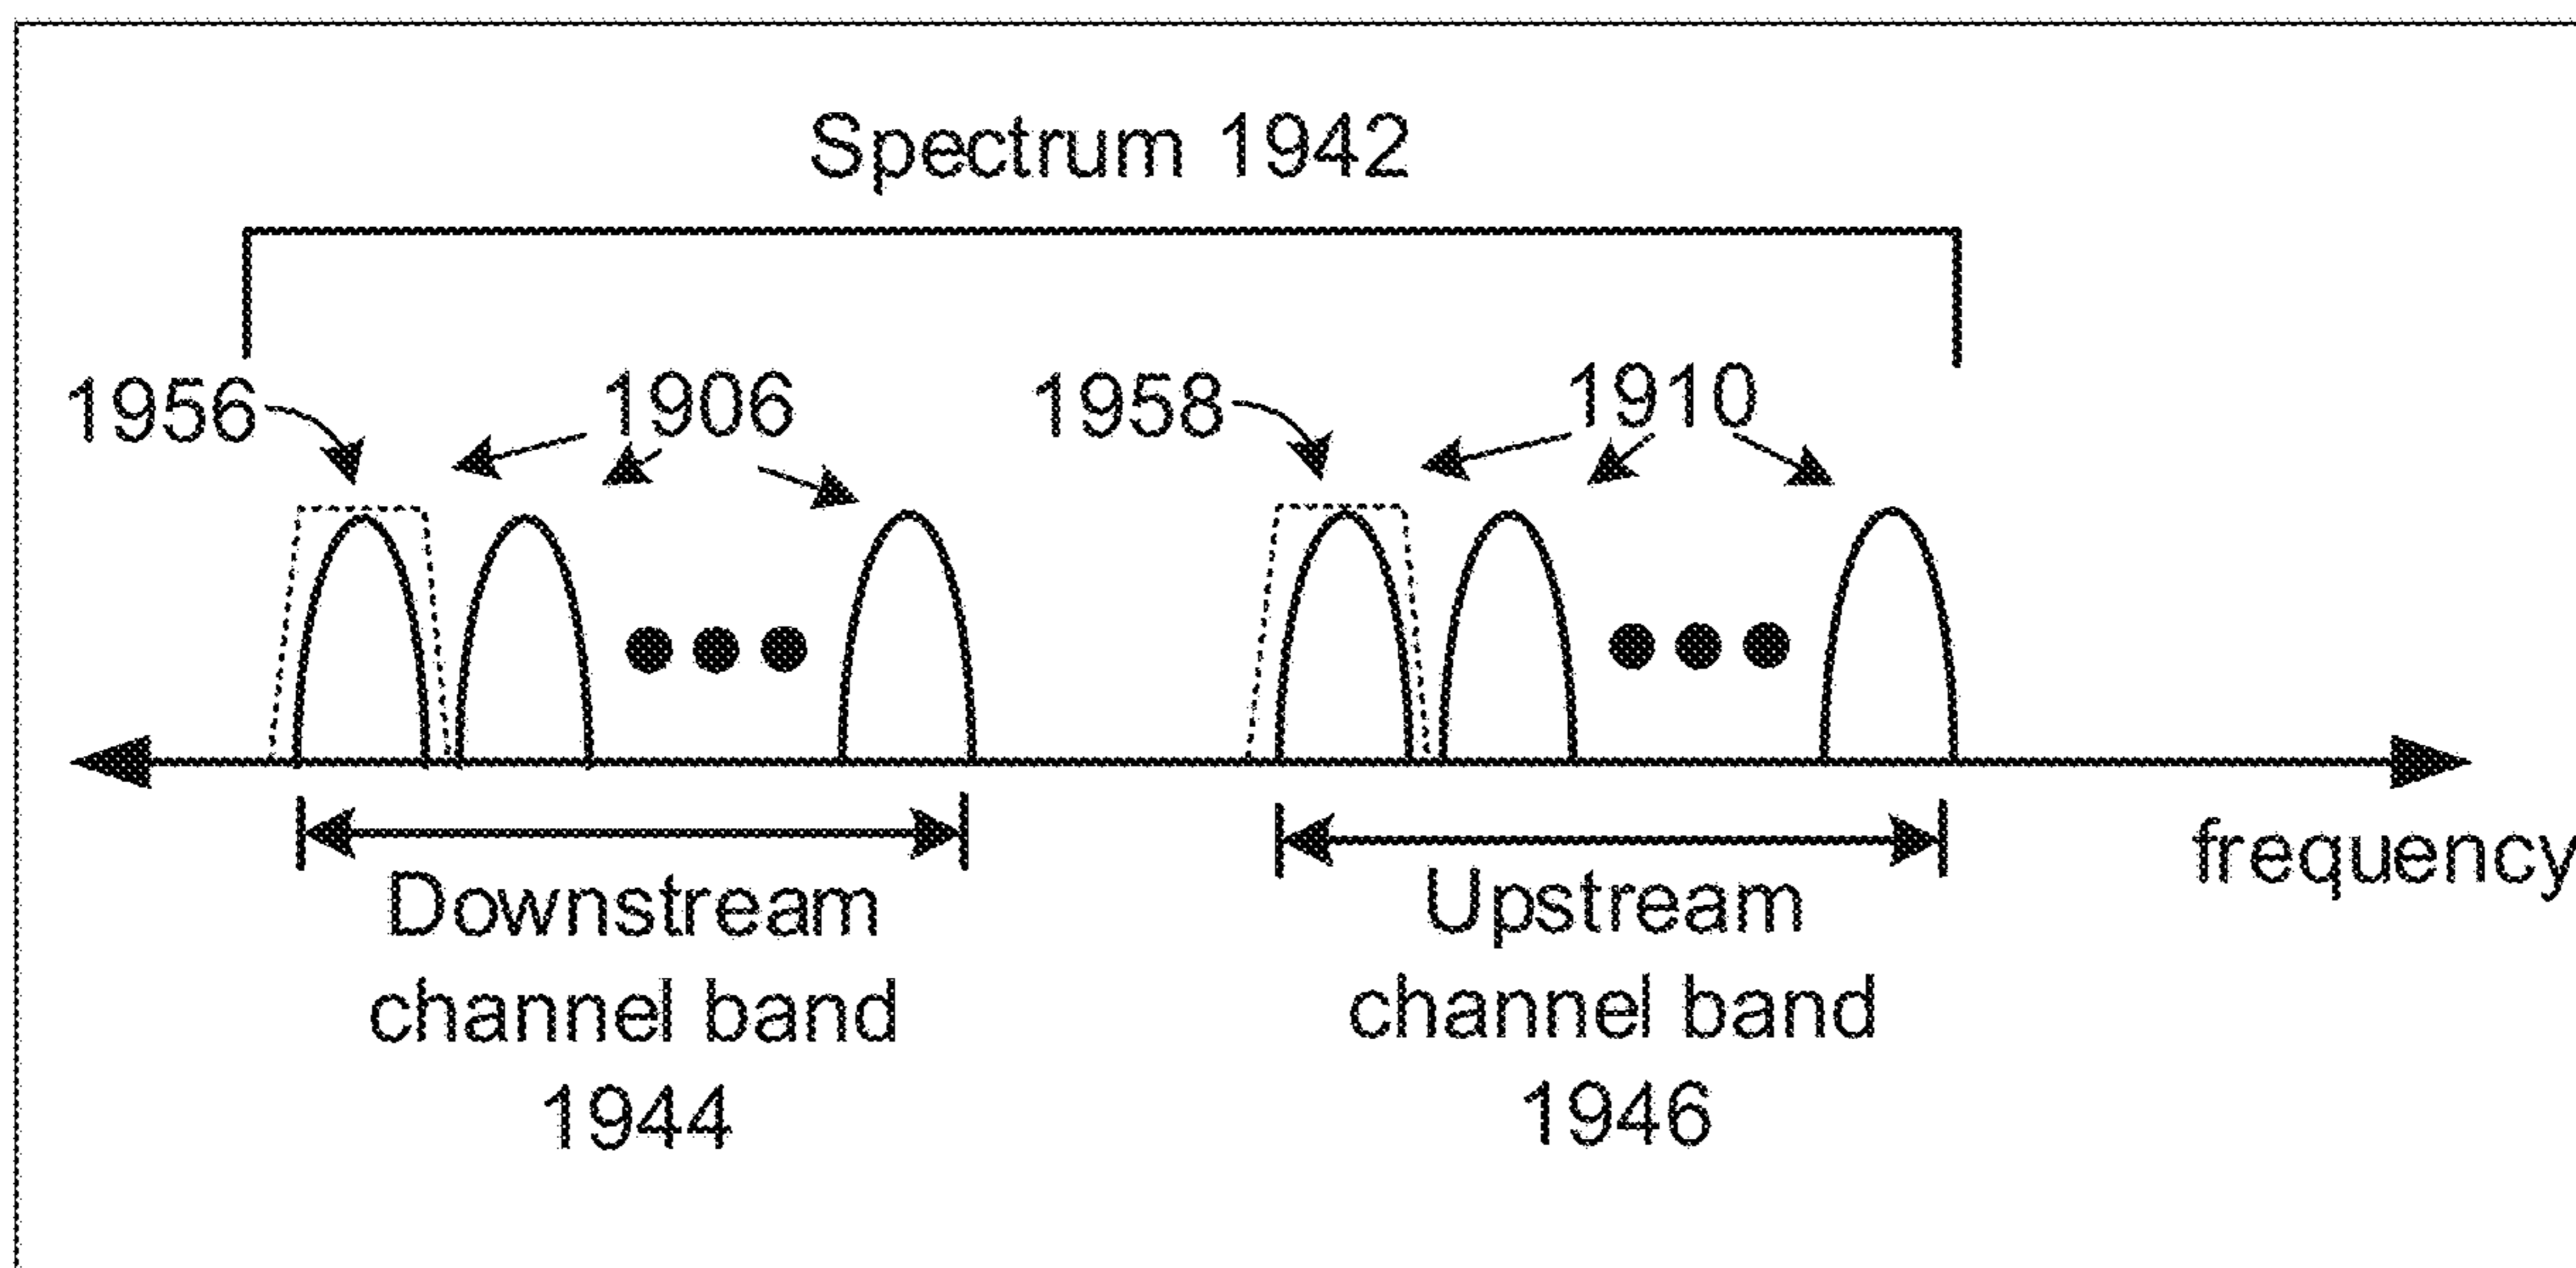 Spectrum 1942
1956
1906
1958
1910
frequency
Downstream
channel band
1944
Upstream
channel band
1946